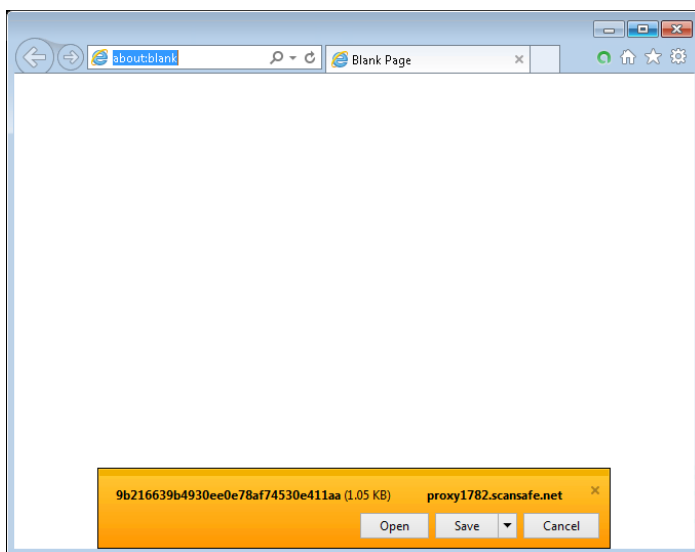 about:blank
Blank Page
9b216639b4930ee0e78af74530e411aa (1.05 KB) proxy1782.scansafe.net
Open Save Cancel